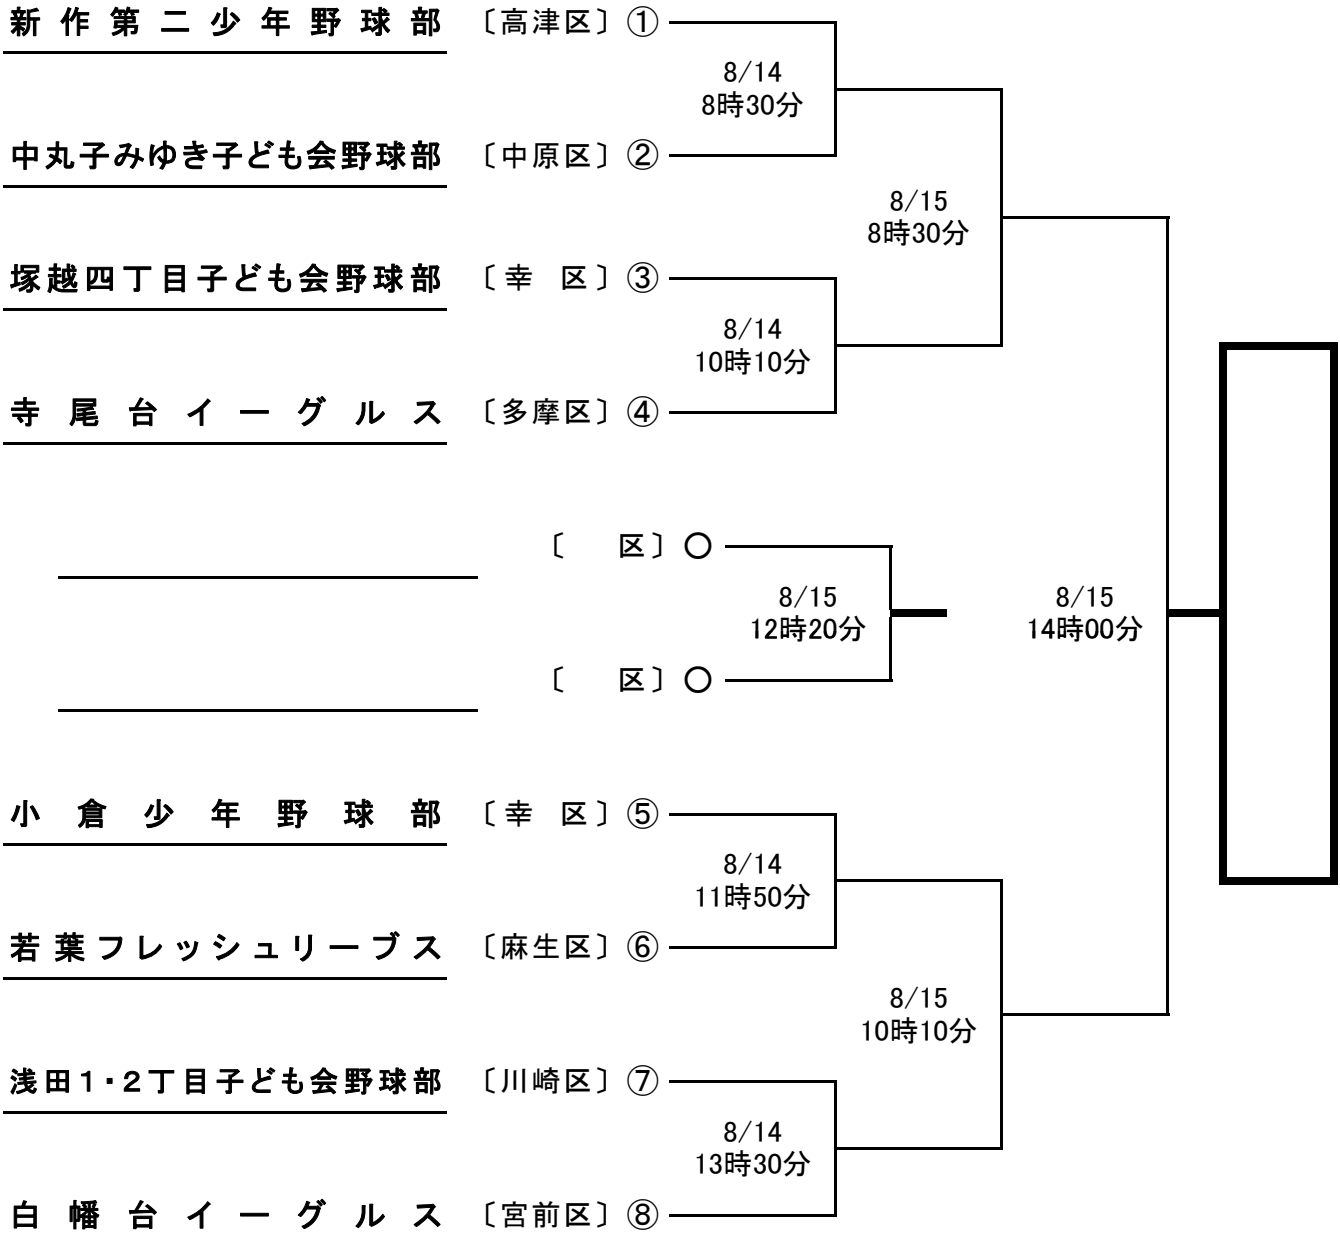 新作第二少年野球部 〔高津区〕 ①
8/14
8時30分
中丸子みゆき子ども会野球部 〔中原区〕 ②
8/15
8時30分
塚越四丁目子ども会野球部 〔幸 区〕 ③
8/14
10時10分
寺尾台イーグルス 〔多摩区〕 ④
〔 区〕 ○
8/15
12時20分
8/15
14時00分
〔 区〕 ○
小倉少年野球部 〔幸 区〕 ⑤
8/14
11時50分
若葉フレッシュリーブス 〔麻生区〕 ⑥
8/15
10時10分
浅田1・2丁目子ども会野球部 〔川崎区〕 ⑦
8/14
13時30分
白幡台イーグルス 〔宮前区〕 ⑧